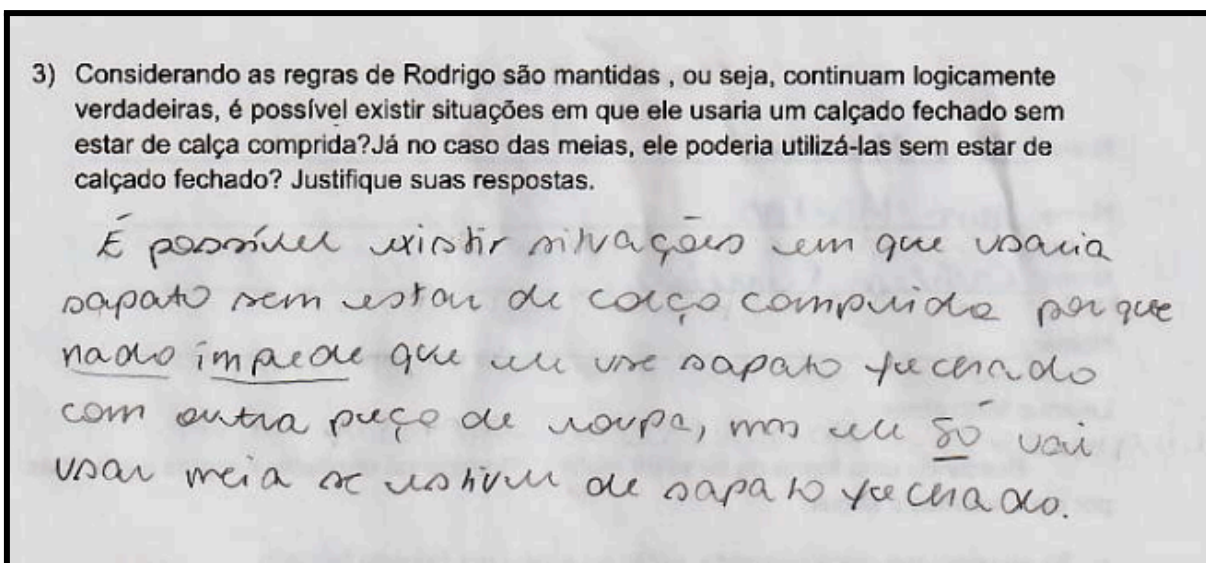 3) Considerando as regras de Rodrigo são mantidas , ou seja, continuam logicamente
verdadeiras, é possível existir situações em que ele usaria um calçado fechado sem
estar de calça comprida?Já no caso das meias, ele poderia utilizá-las sem estar de
calçado fechado? Justifique suas respostas.
É possível existir situações em que usaria
sapato sem estar de calça comprida porque
nada impede que ele use sapato fechado
com outra peça de roupa, mas ele só vai
usar meia se estiver de sapato fechado.